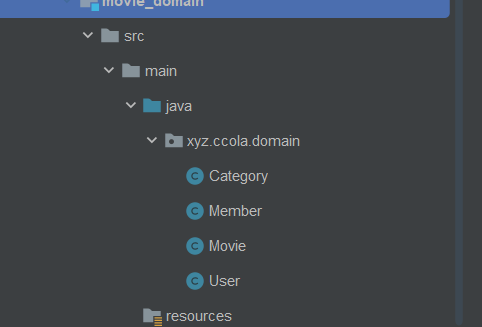 movie_domain
src
main
java
xyz.ccola.domain
C Category
C Member
C Movie
C User
resources